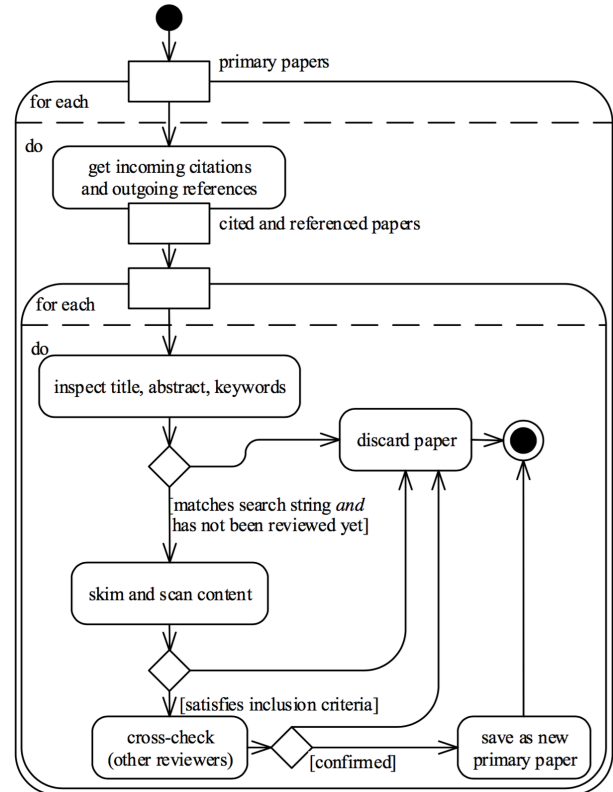 primary papers
for each
do
get incoming citations
and outgoing references
cited and referenced papers
for each
do
inspect title, abstract, keywords
discard paper
[matches search string and
has not been reviewed yet]
skim and scan content
[satisfies inclusion criteria]
cross-check
(other reviewers)
[confirmed]
save as new
primary paper